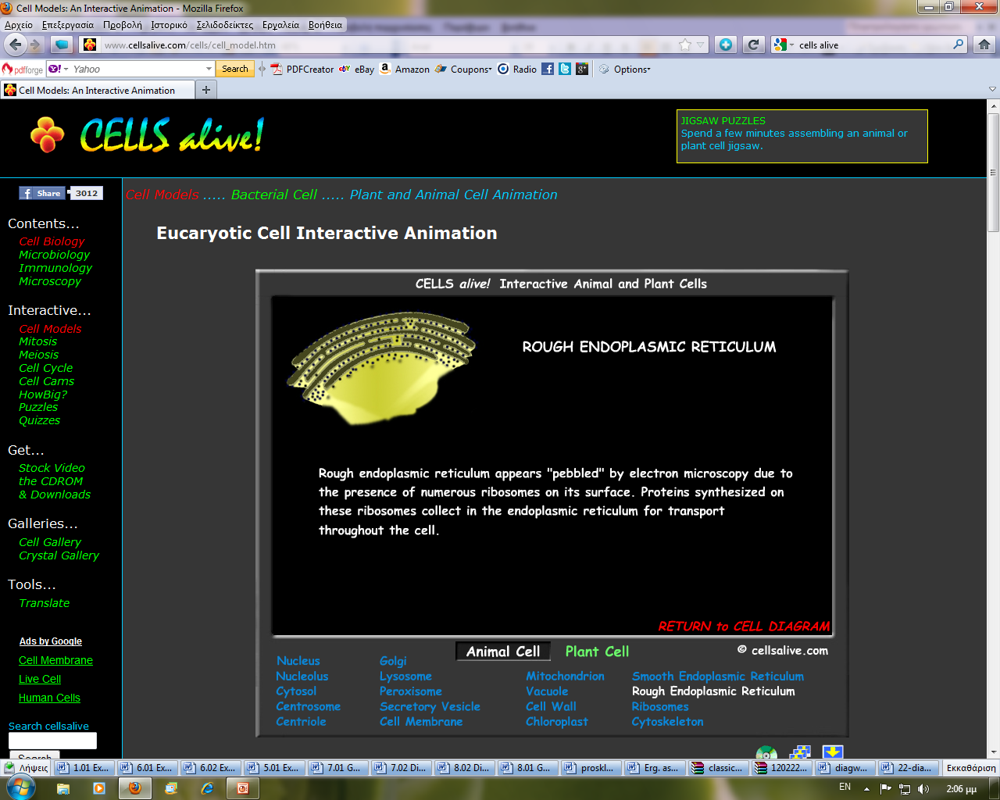 Cell Models: An Interactive Animation - Mozilla Firefox
Αρχείο Επεξεργασία Προβολή Ιστορικό Σελιδοδείκτες Εργαλεία Βοήθεια
www.cellsalive.com/cells/cell_model.htm
cells alive
pdfforge
Y! Yahoo Search PDFCreator eBay Amazon Coupons Radio Options
Cell Models: An Interactive Animation
CELLS alive!
JIGSAW PUZZLES
Spend a few minutes assembling an animal or
plant cell jigsaw.
Share 3012
Cell Models ..... Bacterial Cell ..... Plant and Animal Cell Animation
Contents...
Cell Biology
Microbiology
Immunology
Microscopy
Interactive...
Cell Models
Mitosis
Meiosis
Cell Cycle
Cell Cams
HowBig?
Puzzles
Quizzes
Get...
Stock Video
the CDROM
& Downloads
Galleries...
Cell Gallery
Crystal Gallery
Tools...
Translate
Ads by Google
Cell Membrane
Live Cell
Human Cells
Search cellsalive
Search
Eucaryotic Cell Interactive Animation
CELLS alive! Interactive Animal and Plant Cells
ROUGH ENDOPLASMIC RETICULUM
Rough endoplasmic reticulum appears "pebbled" by electron microscopy due to
the presence of numerous ribosomes on its surface. Proteins synthesized on
these ribosomes collect in the endoplasmic reticulum for transport
throughout the cell.
RETURN to CELL DIAGRAM
Animal Cell Plant Cell © cellsalive.com
Nucleus Golgi
Nucleolus Lysosome Mitochondrion Smooth Endoplasmic Reticulum
Cytosol Peroxisome Vacuole Rough Endoplasmic Reticulum
Centrosome Secretory Vesicle Cell Wall Ribosomes
Centriole Cell Membrane Chloroplast Cytoskeleton
Λήψεις 1.01 Ex... 6.01 Ex... 6.02 Ex... 5.01 Ex... 7.01 G... 7.02 Di... 8.02 Di... 8.01 G... proskl... Erg. as... classic... 120222... diagw... 22-dia... Εκκαθάριση
EN 2:06 μμ